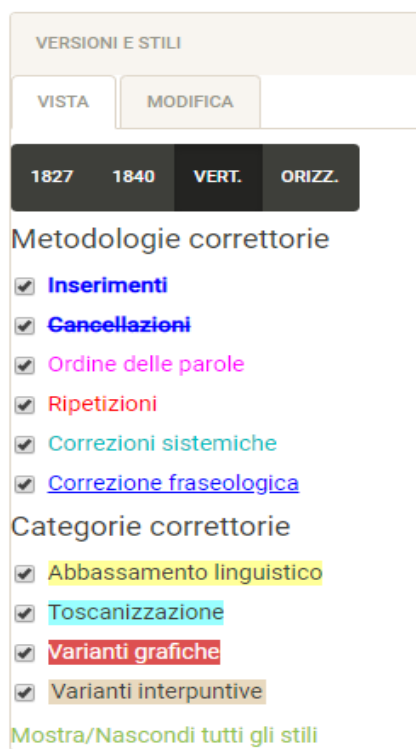 VERSIONI E STILI
VISTA MODIFICA
1827 1840 VERT. ORIZZ.
Metodologie correttorie
Inserimenti
Cancellazioni
Ordine delle parole
Ripetizioni
Correzioni sistemiche
Correzione fraseologica
Categorie correttorie
Abbassamento linguistico
Toscanizzazione
Varianti grafiche
Varianti interpuntive
Mostra/Nascondi tutti gli stili